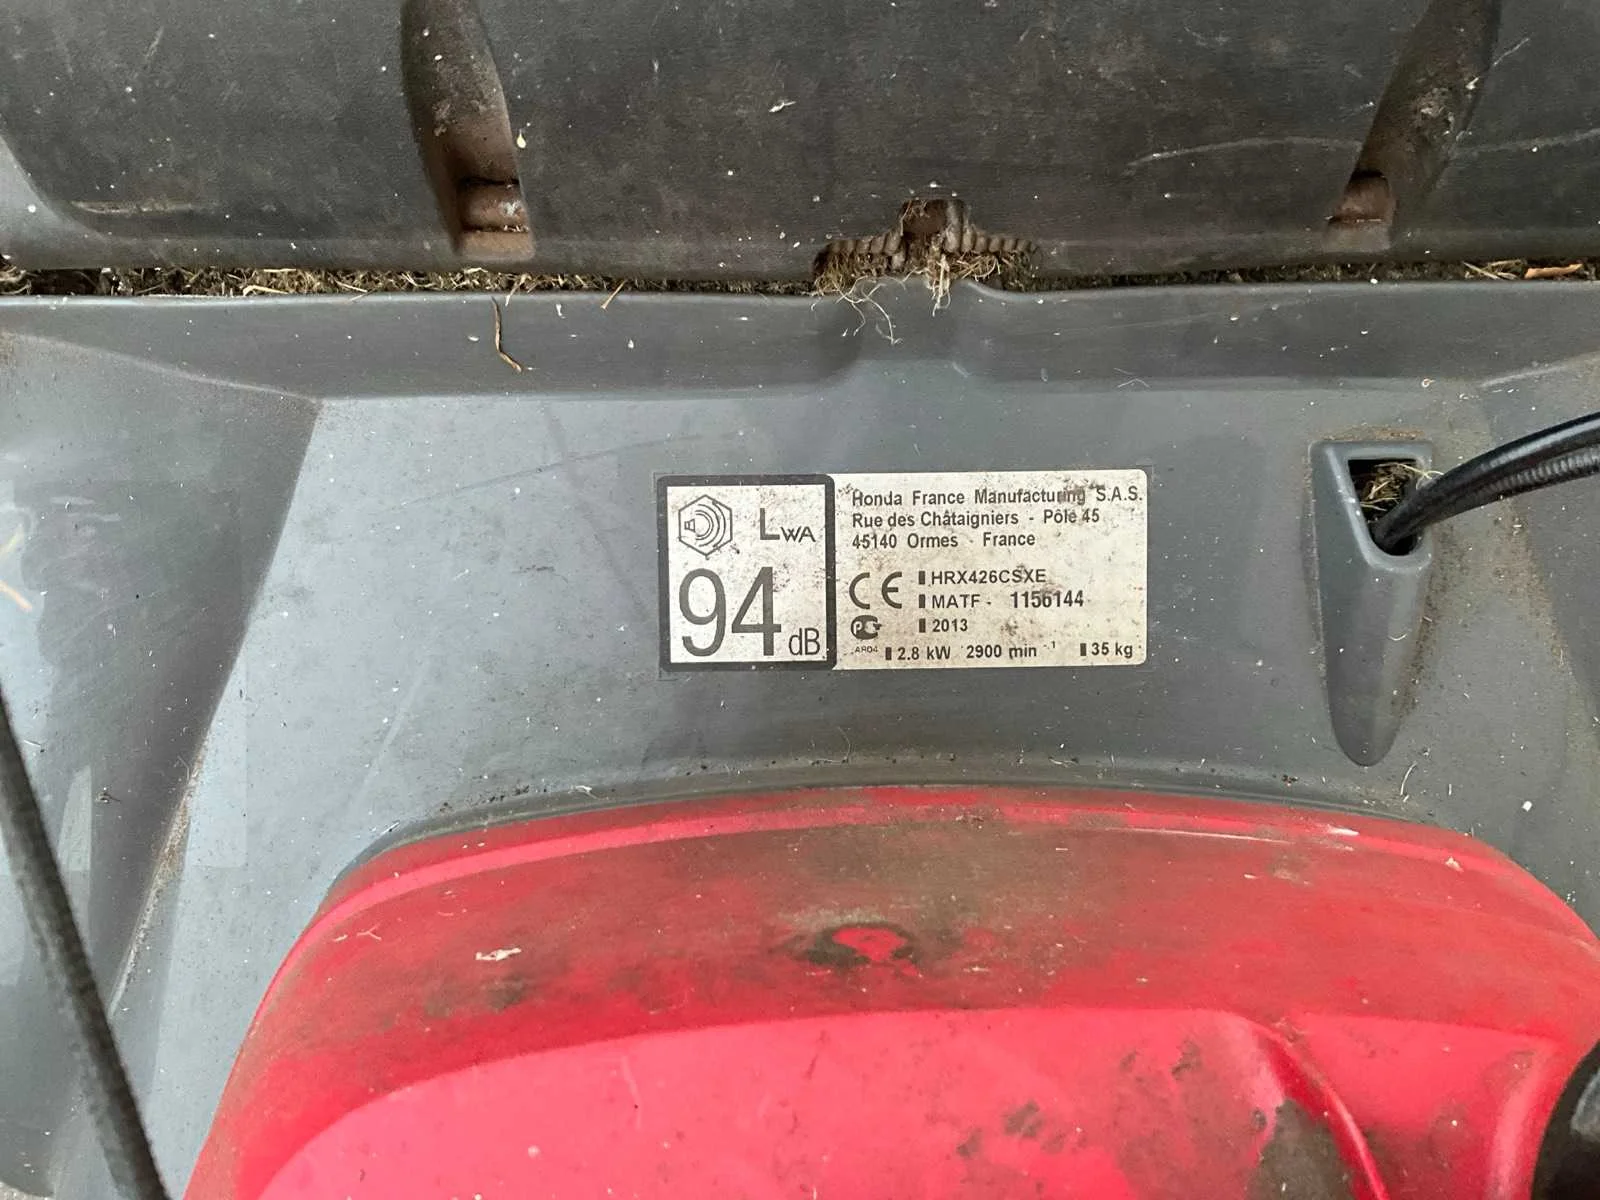 LWA
94 dB
Honda France Manufacturing S.A.S.
Rue des Châtaigniers - Pôle 45
45140 Ormes - France
CE
HRX426CSXE
MATF - 1156144
2013
AR04
2.8 kW 2900 min -1 35 kg